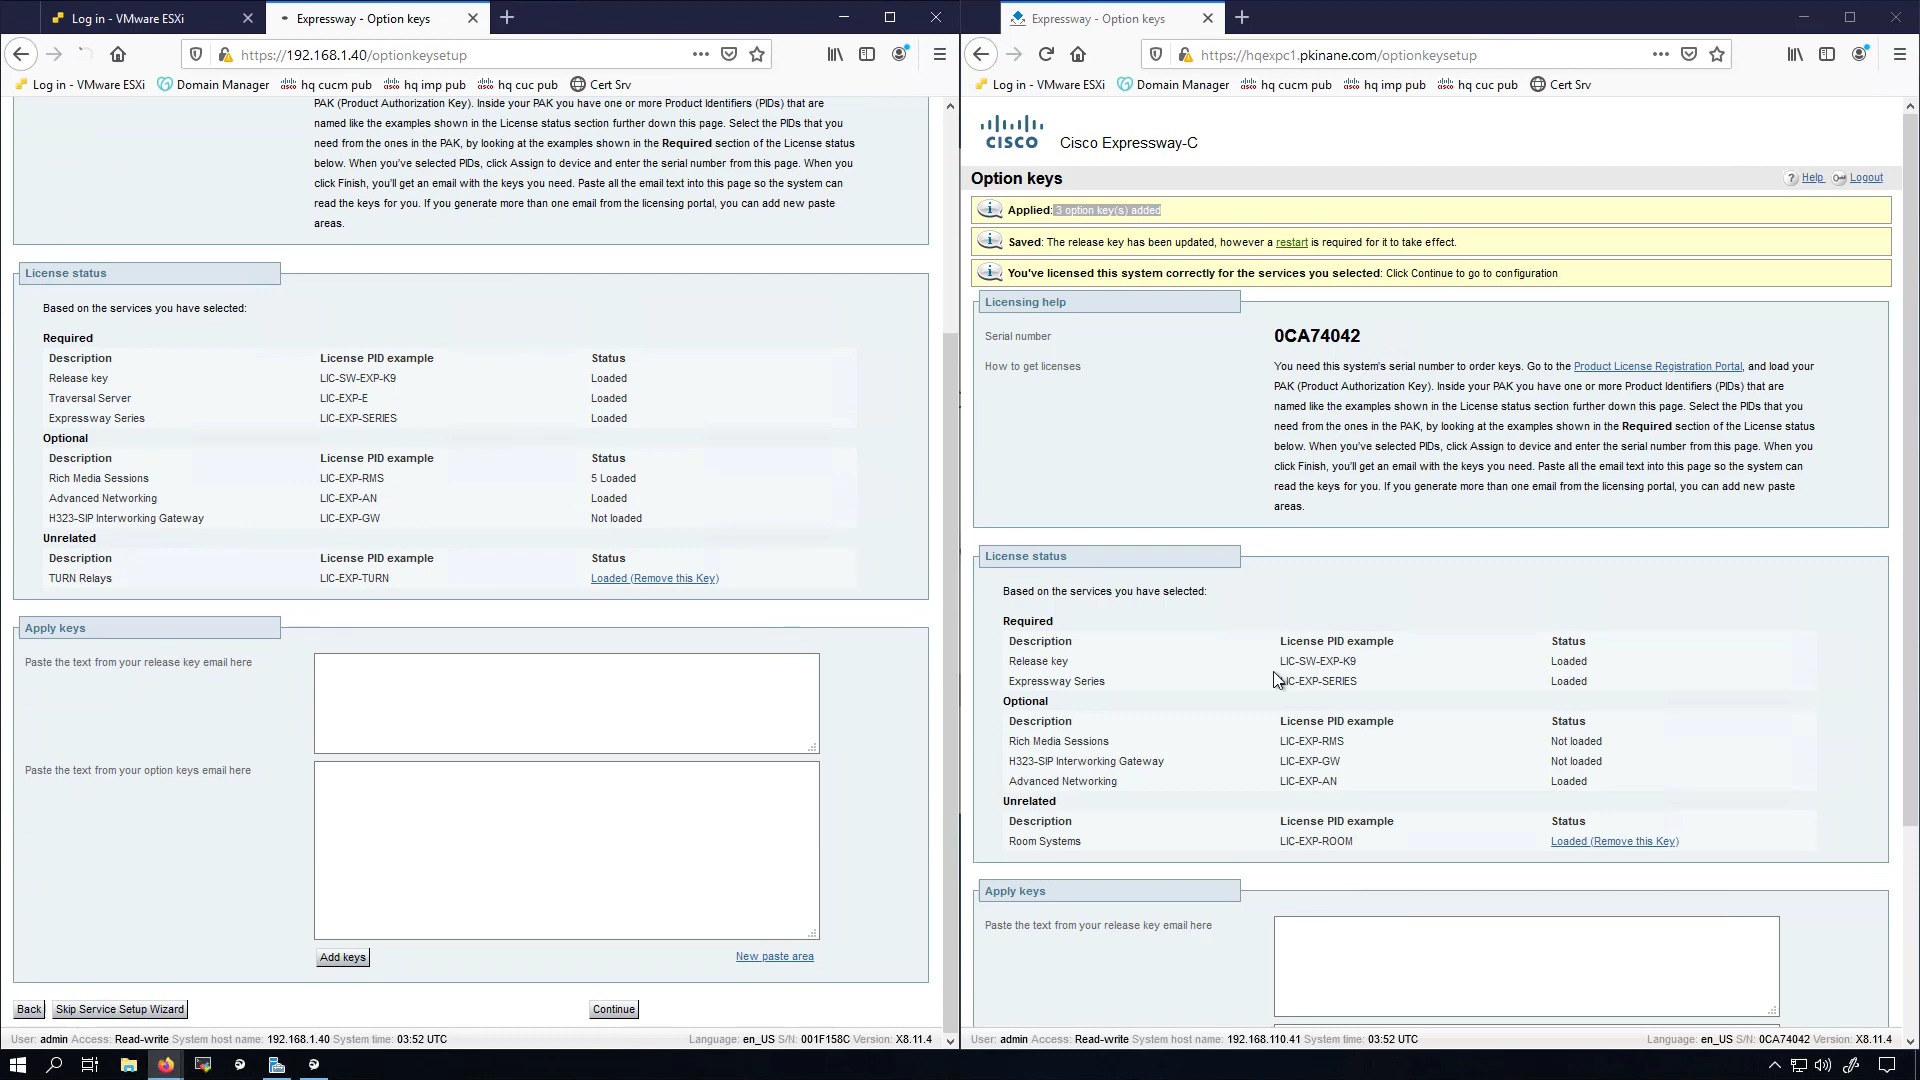 Log in - VMware ESXi
Expressway - Option keys
https://192.168.1.40/optionkeysetup
Log in - VMware ESXi
Domain Manager
hq cucm pub
hq imp pub
hq cuc pub
Cert Srv
PAK (Product Authorization Key). Inside your PAK you have one or more Product Identifiers (PIDs) that are
named like the examples shown in the License status section further down this page. Select the PIDs that you
need from the ones in the PAK, by looking at the examples shown in the Required section of the License status
below. When you've selected PIDs, click Assign to device and enter the serial number from this page. When you
click Finish, you'll get an email with the keys you need. Paste all the email text into this page so the system can
read the keys for you. If you generate more than one email from the licensing portal, you can add new paste
areas.
License status
Based on the services you have selected:
Required
Description License PID example Status
Release key LIC-SW-EXP-K9 Loaded
Traversal Server LIC-EXP-E Loaded
Expressway Series LIC-EXP-SERIES Loaded
Optional
Description License PID example Status
Rich Media Sessions LIC-EXP-RMS 5 Loaded
Advanced Networking LIC-EXP-AN Loaded
H323-SIP Interworking Gateway LIC-EXP-GW Not loaded
Unrelated
Description License PID example Status
TURN Relays LIC-EXP-TURN Loaded (Remove this Key)
Apply keys
Paste the text from your release key email here
Paste the text from your option keys email here
Add keys
New paste area
Back
Skip Service Setup Wizard
Continue
User: admin Access: Read-write System host name: 192.168.1.40 System time: 03:52 UTC
Language: en_US S/N: 001F158C Version: X8.11.4
Expressway - Option keys
https://hqexpc1.pkinane.com/optionkeysetup
Log in - VMware ESXi
Domain Manager
hq cucm pub
hq imp pub
hq cuc pub
Cert Srv
CISCO
Cisco Expressway-C
Option keys
Help
Logout
Applied: 3 option key(s) added
Saved: The release key has been updated, however a restart is required for it to take effect.
You've licensed this system correctly for the services you selected: Click Continue to go to configuration
Licensing help
Serial number 0CA74042
How to get licenses
You need this system's serial number to order keys. Go to the Product License Registration Portal, and load your
PAK (Product Authorization Key). Inside your PAK you have one or more Product Identifiers (PIDs) that are
named like the examples shown in the License status section further down this page. Select the PIDs that you
need from the ones in the PAK, by looking at the examples shown in the Required section of the License status
below. When you've selected PIDs, click Assign to device and enter the serial number from this page. When you
click Finish, you'll get an email with the keys you need. Paste all the email text into this page so the system can
read the keys for you. If you generate more than one email from the licensing portal, you can add new paste
areas.
License status
Based on the services you have selected:
Required
Description License PID example Status
Release key LIC-SW-EXP-K9 Loaded
Expressway Series LIC-EXP-SERIES Loaded
Optional
Description License PID example Status
Rich Media Sessions LIC-EXP-RMS Not loaded
H323-SIP Interworking Gateway LIC-EXP-GW Not loaded
Advanced Networking LIC-EXP-AN Loaded
Unrelated
Description License PID example Status
Room Systems LIC-EXP-ROOM Loaded (Remove this Key)
Apply keys
Paste the text from your release key email here
User: admin Access: Read-write System host name: 192.168.110.41 System time: 03:52 UTC
Language: en_US S/N: 0CA74042 Version: X8.11.4